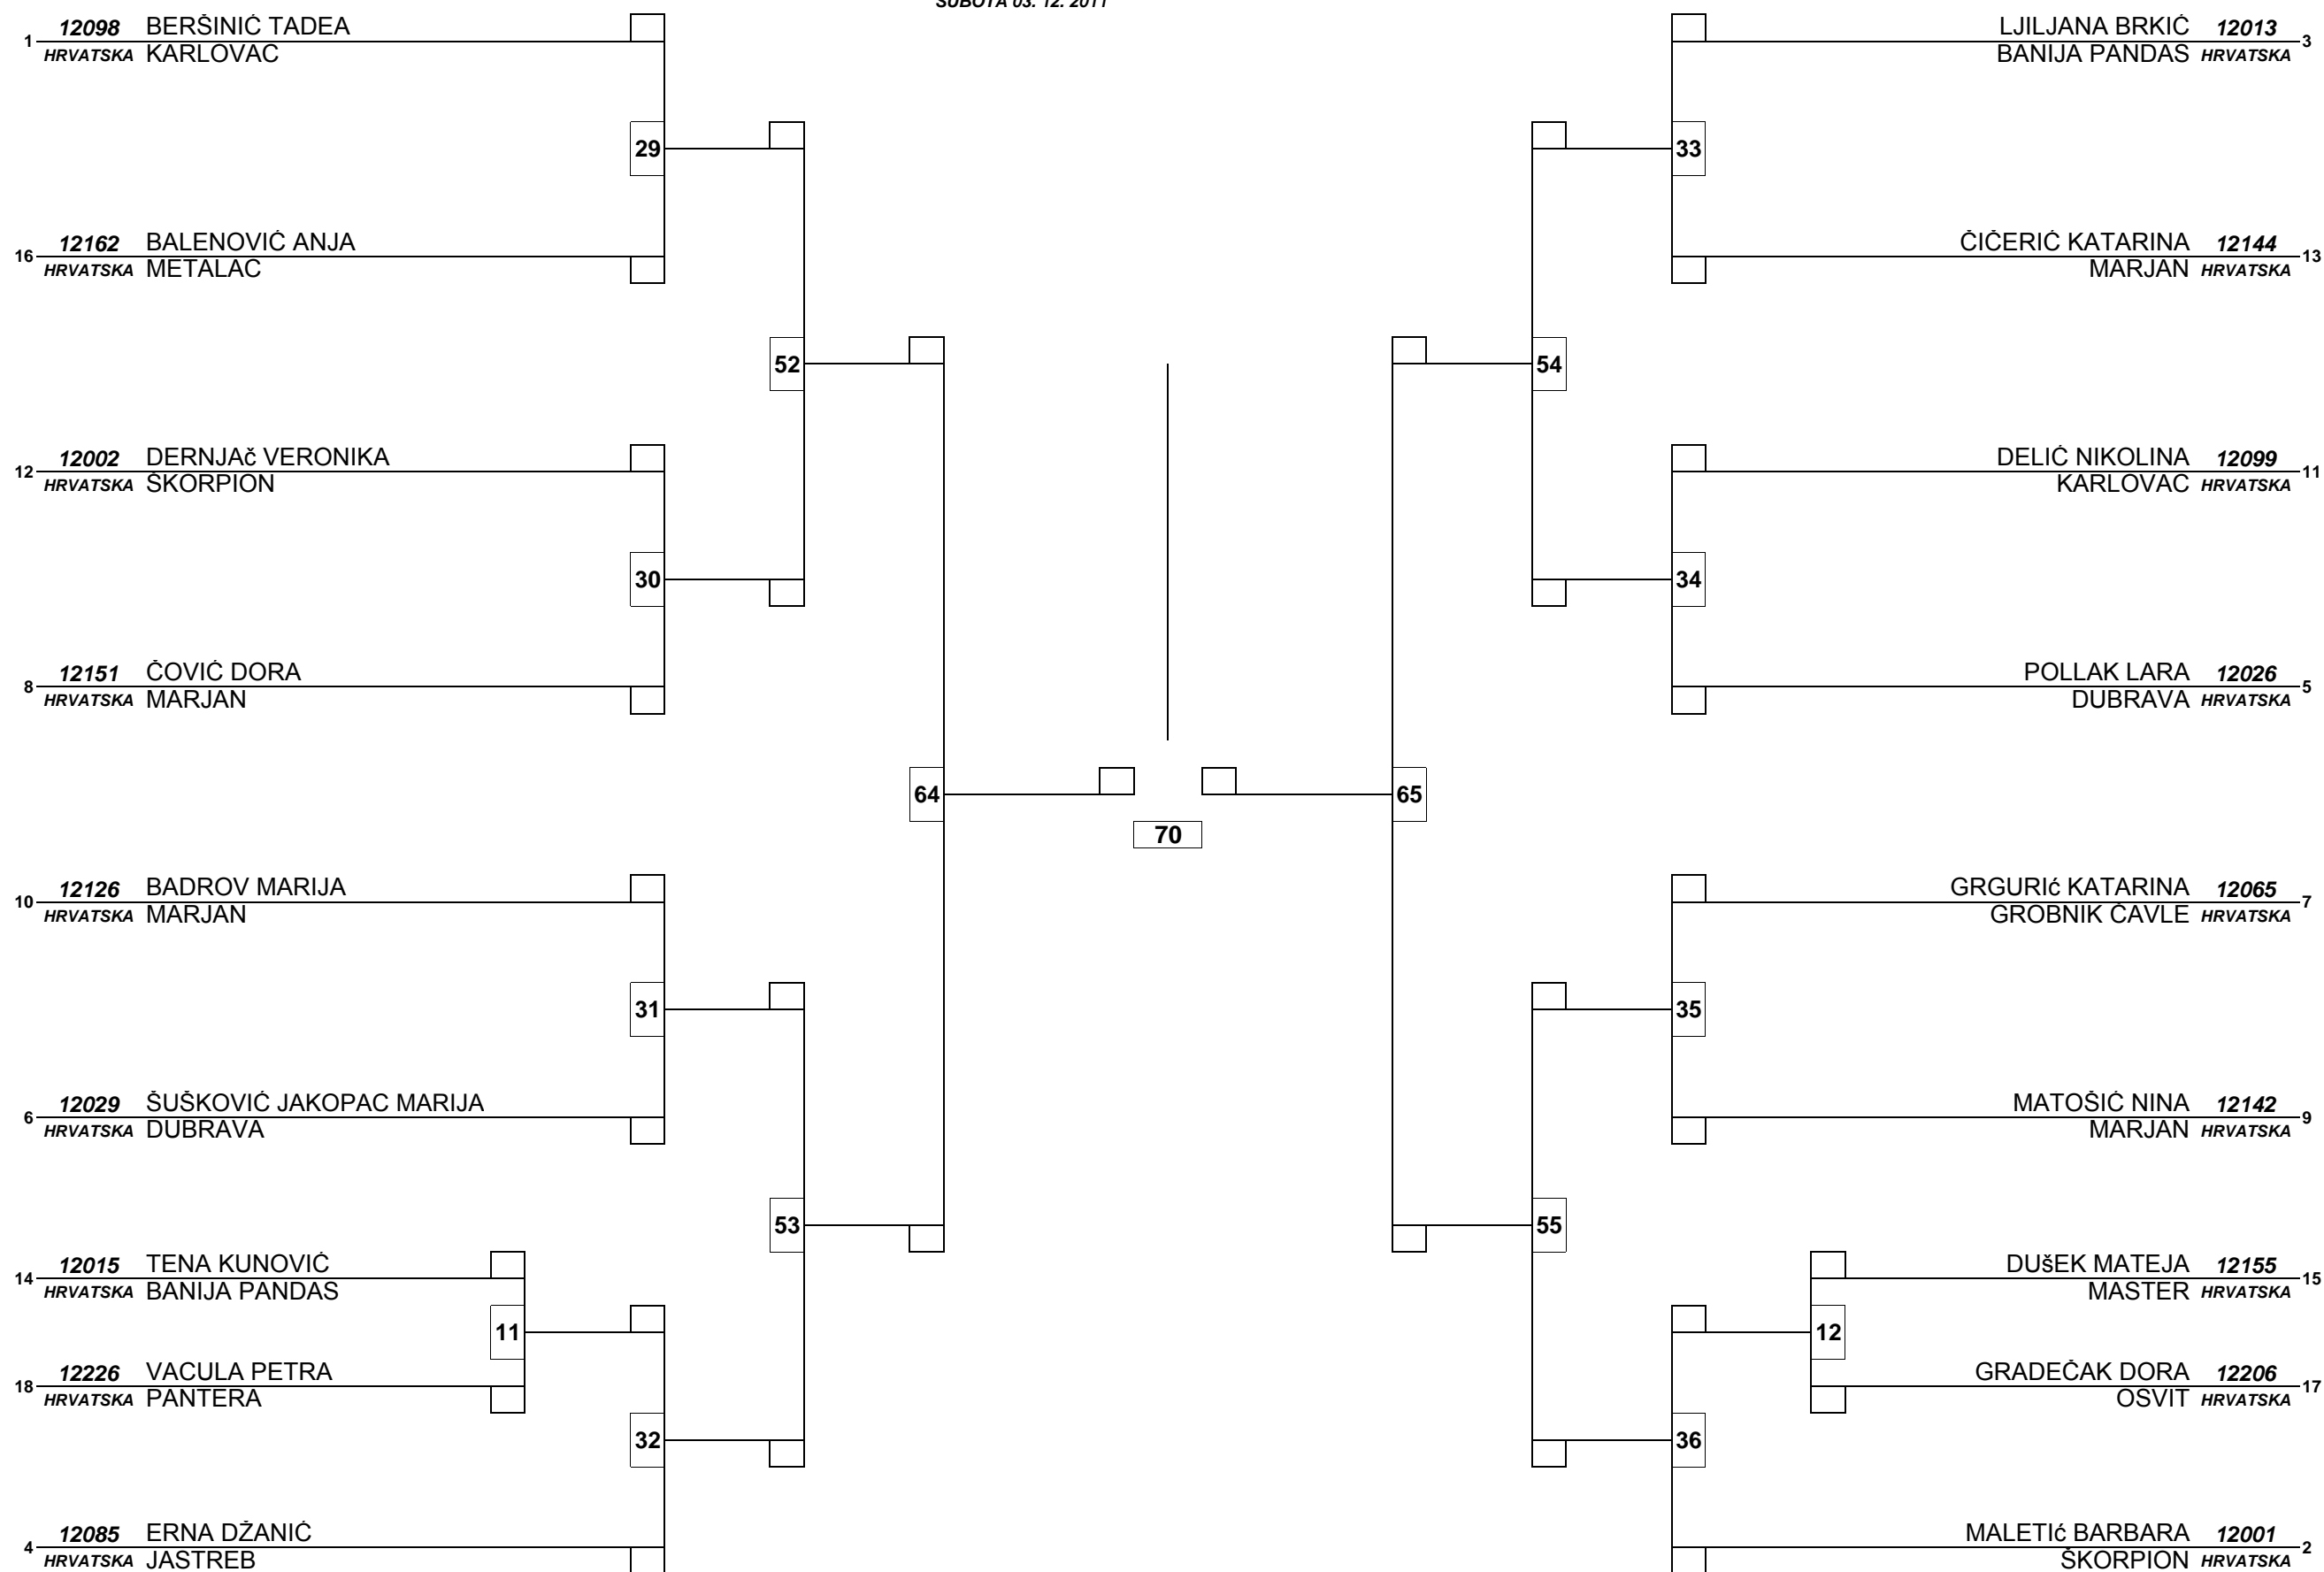 SUBOTA 03. 12. 2011
1 12098 BERŠINIĆ TADEA
HRVATSKA KARLOVAC
29
16 12162 BALENOVIĆ ANJA
HRVATSKA METALAC
52
12 12002 DERNJAč VERONIKA
HRVATSKA ŠKORPION
30
8 12151 ČOVIĆ DORA
HRVATSKA MARJAN
64
10 12126 BADROV MARIJA
HRVATSKA MARJAN
31
6 12029 ŠUŠKOVIĆ JAKOPAC MARIJA
HRVATSKA DUBRAVA
53
14 12015 TENA KUNOVIĆ
HRVATSKA BANIJA PANDAS
11
18 12226 VACULA PETRA
HRVATSKA PANTERA
32
4 12085 ERNA DŽANIĆ
HRVATSKA JASTREB
70
LJILJANA BRKIĆ 12013 3
BANIJA PANDAS HRVATSKA
33
ČIČERIĆ KATARINA 12144 13
MARJAN HRVATSKA
54
DELIĆ NIKOLINA 12099 11
KARLOVAC HRVATSKA
34
POLLAK LARA 12026 5
DUBRAVA HRVATSKA
65
GRGURIć KATARINA 12065 7
GROBNIK ČAVLE HRVATSKA
35
MATOŠIĆ NINA 12142 9
MARJAN HRVATSKA
55
DUšEK MATEJA 12155 15
MASTER HRVATSKA
12
GRADEČAK DORA 12206 17
OSVIT HRVATSKA
36
MALETIć BARBARA 12001 2
ŠKORPION HRVATSKA